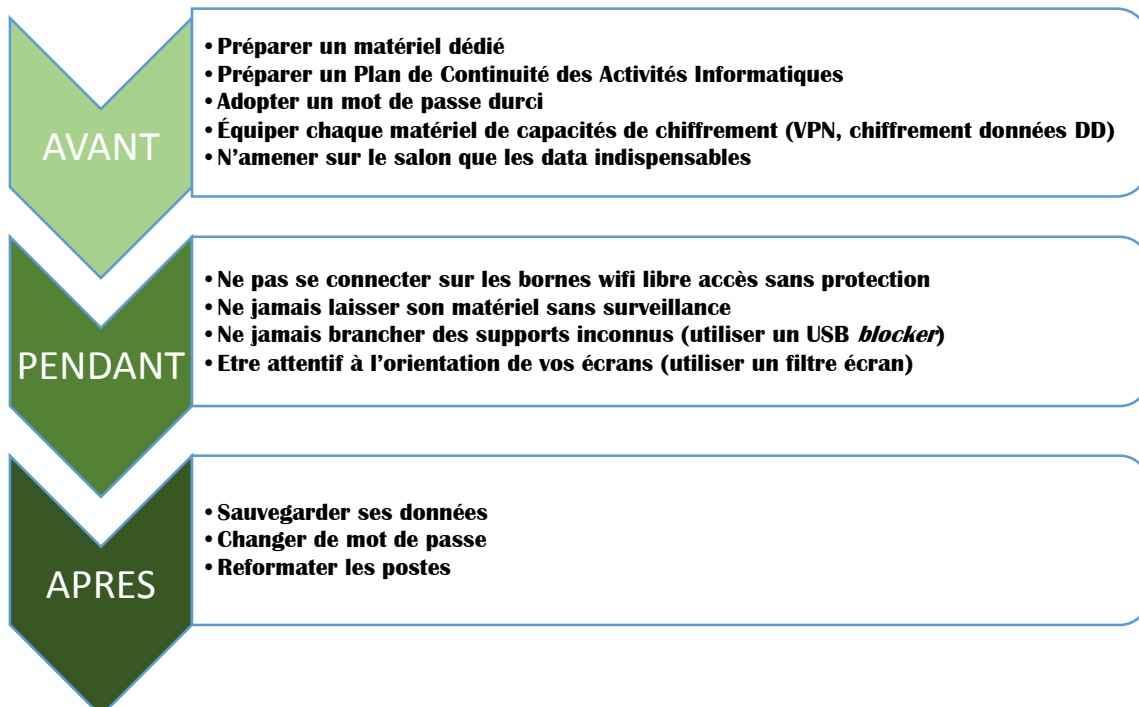 AVANT
• Préparer un matériel dédié
• Préparer un Plan de Continuité des Activités Informatiques
• Adopter un mot de passe durci
• Équiper chaque matériel de capacités de chiffrement (VPN, chiffrement données DD)
• N’amener sur le salon que les data indispensables
PENDANT
• Ne pas se connecter sur les bornes wifi libre accès sans protection
• Ne jamais laisser son matériel sans surveillance
• Ne jamais brancher des supports inconnus (utiliser un USB blocker)
• Etre attentif à l’orientation de vos écrans (utiliser un filtre écran)
APRES
• Sauvegarder ses données
• Changer de mot de passe
• Reformater les postes